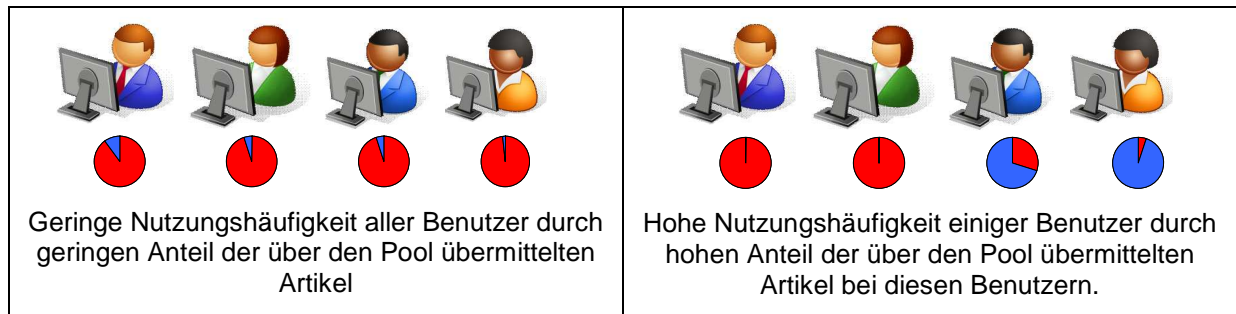 Geringe Nutzungshäufigkeit aller Benutzer durch
geringen Anteil der über den Pool übermittelten
Artikel
Hohe Nutzungshäufigkeit einiger Benutzer durch
hohen Anteil der über den Pool übermittelten
Artikel bei diesen Benutzern.